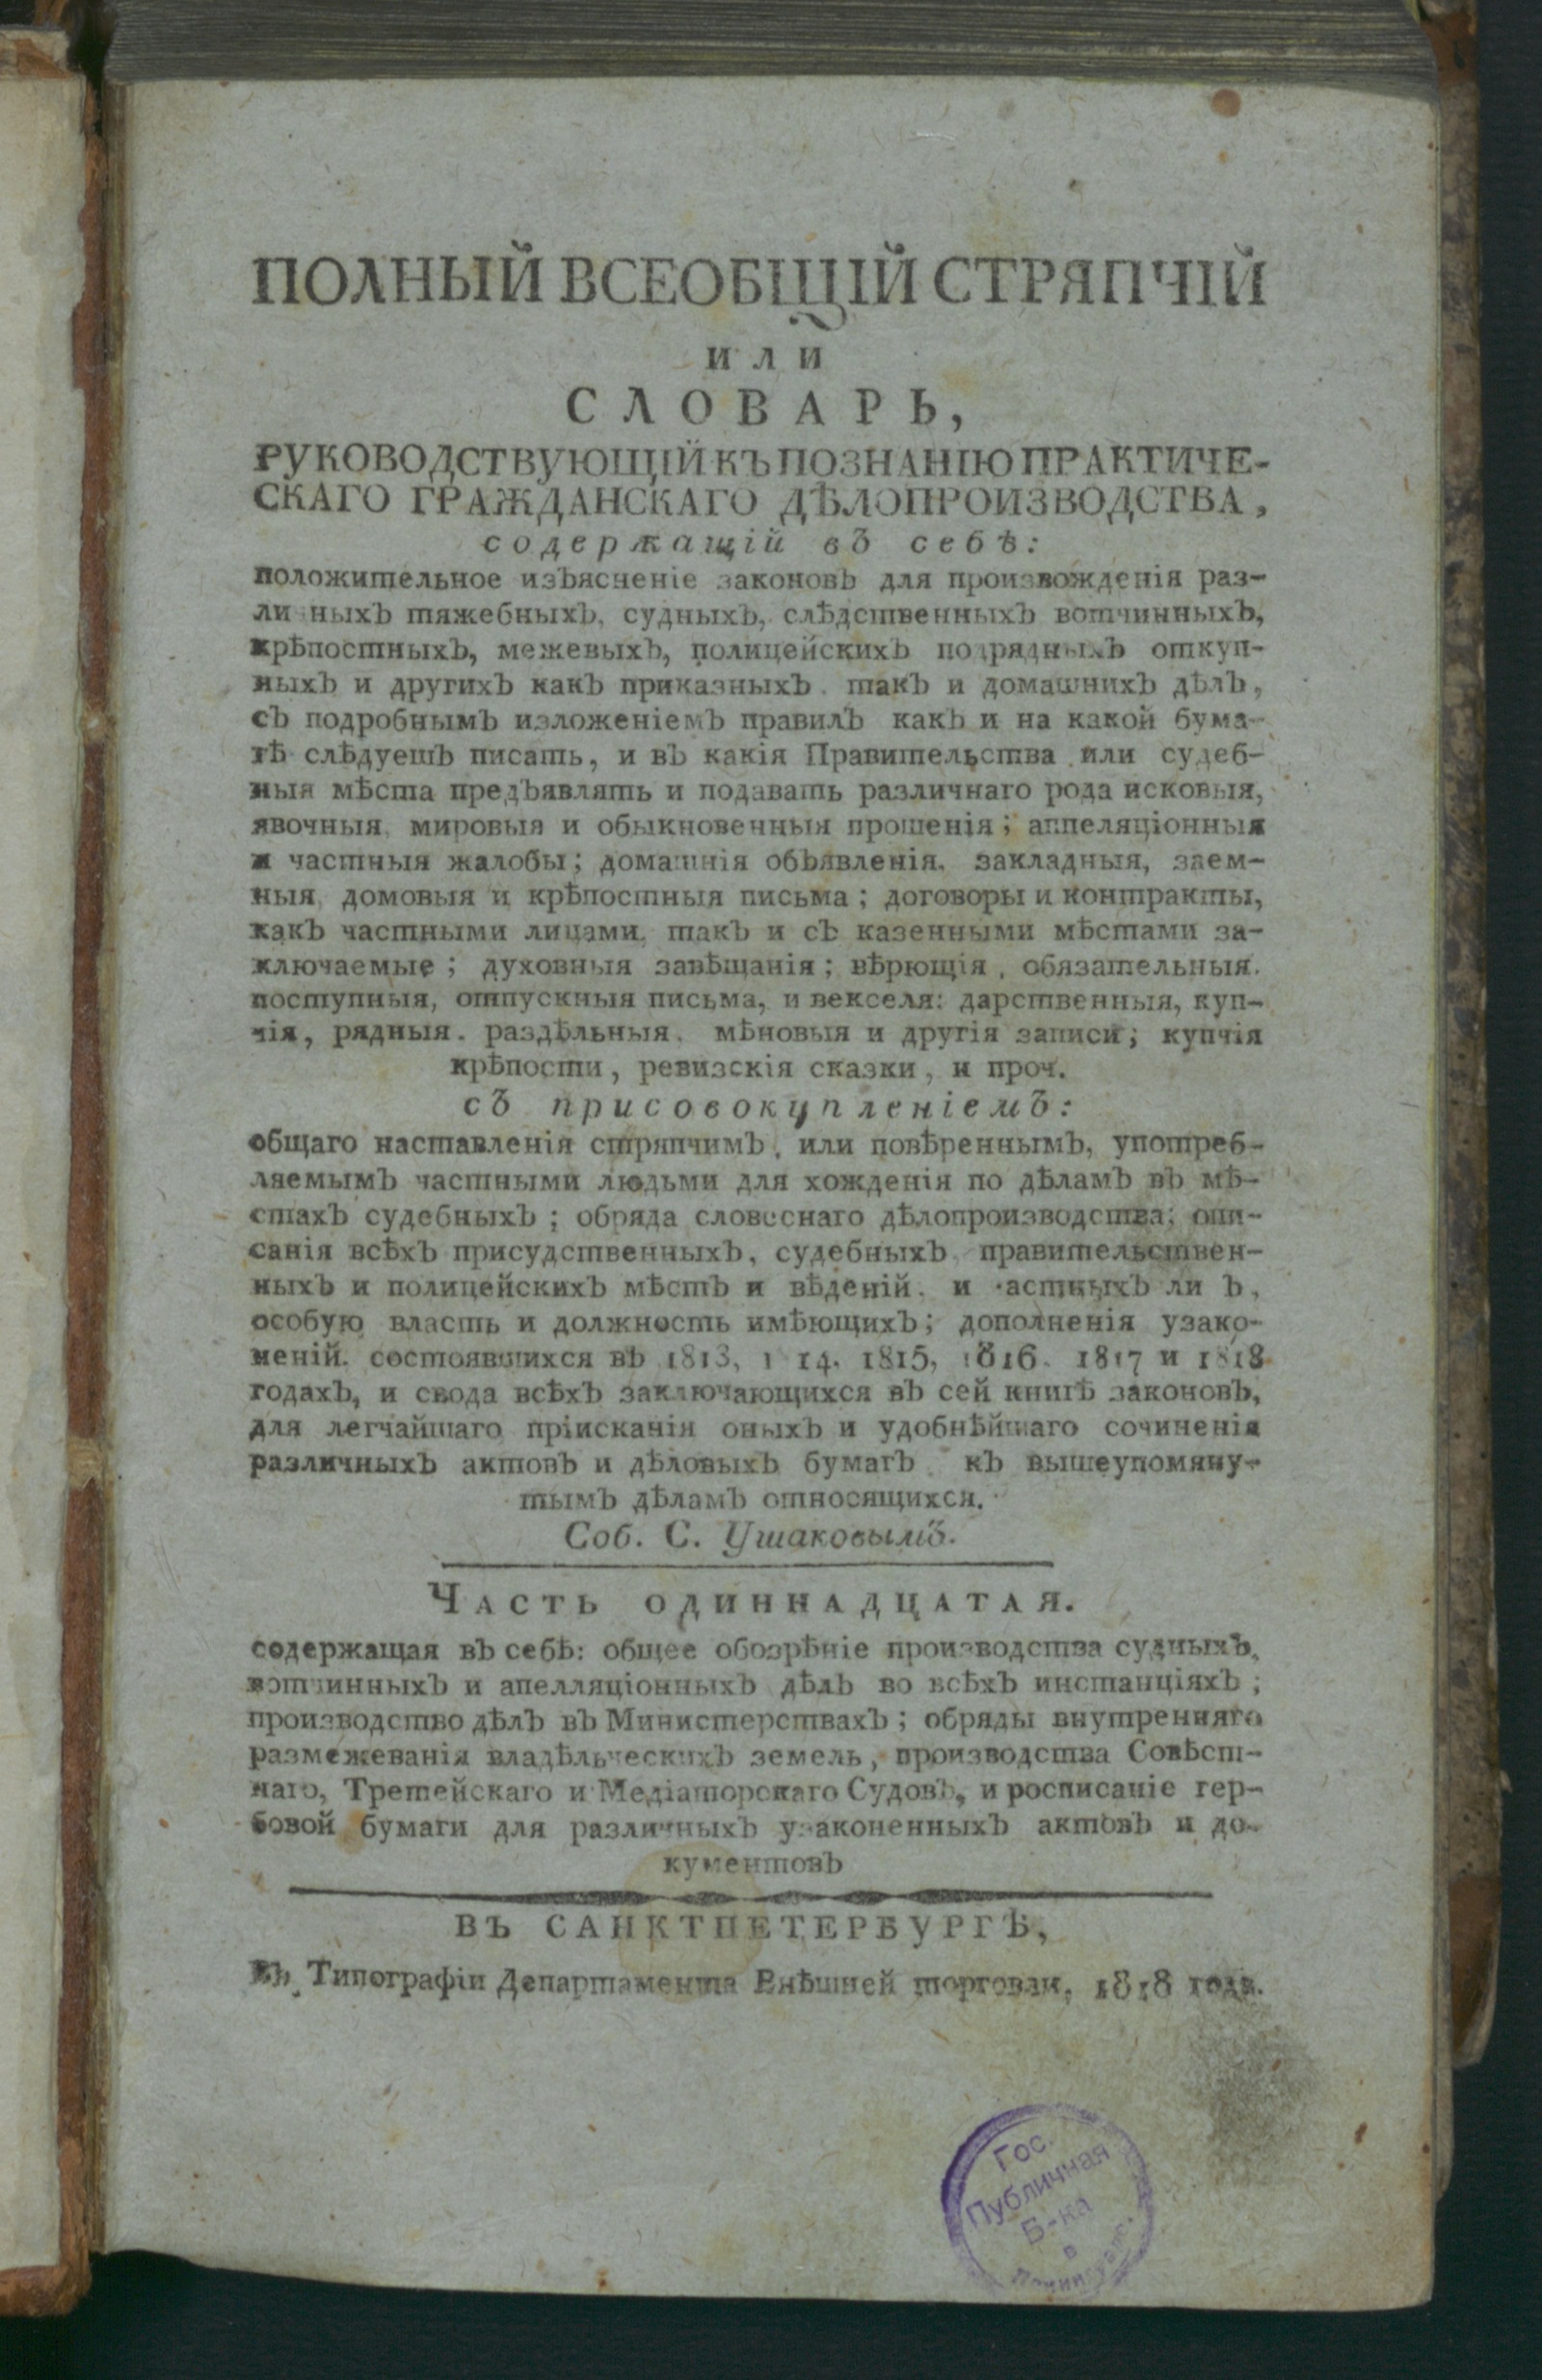 ПОЛНЫЙ ВСЕОБЩІЙ СТРЯПЧІЙ
ИЛИ
СЛОВАРЬ,
РУКОВОДСТВУЮЩІЙ КЪ ПОЗНАНІЮ ПРАКТИЧЕ-
СКАГО ГРАЖДАНСКАГО ДѢЛОПРОИЗВОДСТВА,
содержащій въ себѣ:
положительное изъясненіе законовъ для произвожденія раз-
личныхъ тяжебныхъ, судныхъ, слѣдственныхъ вотчинныхъ,
крѣпостныхъ, межевыхъ, полицейскихъ подрядныхъ откуп-
ныхъ и другихъ какъ приказныхъ. такъ и домашнихъ дѣлъ,
съ подробнымъ изложеніемъ правилъ какъ и на какой бума-
гѣ слѣдуетъ писать, и въ какія Правительства или судеб-
ныя мѣста предъявлять и подавать различнаго рода исковыя,
явочныя, мировыя и обыкновенныя прошенія; аппеляціонныя
и частныя жалобы; домашнія объявленія, закладныя, заем-
ныя, домовыя и крѣпостныя письма; договоры и контракты,
какъ частными лицами, такъ и съ казенными мѣстами за-
ключаемые; духовныя завѣщанія; вѣрющія, обязательныя.
поступныя, отпускныя письма, и векселя: дарственныя, куп-
чія, рядныя. раздѣльныя, мѣновыя и другія записи; купчія
крѣпости, ревизскія сказки, и проч.
съ присовокупленіемъ:
общаго наставленія стряпчимъ, или повѣреннымъ, употреб-
ляемымъ частными людьми для хожденія по дѣламъ въ мѣ-
стахъ судебныхъ; обряда словеснаго дѣлопроизводства; опи-
санія всѣхъ присудственныхъ, судебныхъ, правительствен-
ныхъ и полицейскихъ мѣстъ и вѣденій, и
особую власть и должность имѣющихъ; дополненія узако-
неній. состоявшихся въ 1813, 1815, 1816. 1817 и 1818
годахъ, и свода всѣхъ заключающихся въ сей книгѣ законовъ,
для легчайшаго пріисканія оныхъ и удобнѣйшаго сочиненія
различныхъ актовъ и дѣловыхъ бумагъ къ вышеупомяну-
тымъ дѣламъ относящихся.
Соб. С. Ушаковымъ.
ЧАСТЬ ОДИННАДЦАТАЯ.
содержащая въ себѣ: общее обозрѣніе производства судныхъ,
вотчинныхъ и апелляціонныхъ дѣлъ во всѣхъ инстанціяхъ;
производство дѣлъ въ Министерствахъ; обряды внутренняго
размежеванія владѣльческихъ земель, производства Совѣст-
наго, Третейскаго и Медіаторскаго Судовъ, и росписаніе гер-
бовой бумаги для различныхъ узаконенныхъ актовъ и до-
кументовъ
ВЪ САНКТПЕТЕРБУРГѢ,
Въ Типографіи Департамента Внѣшней торговли, 1818 года.
Гос.
Публичная
Б-ка
в